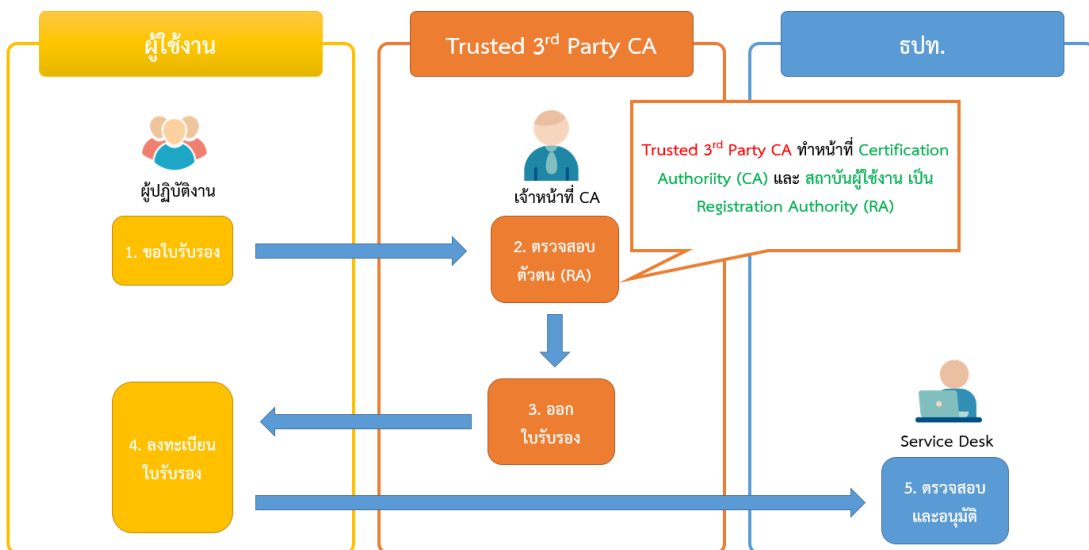 ผู้ใช้งาน
Trusted 3rd Party CA
ธปท.
ผู้ปฏิบัติงาน
เจ้าหน้าที่ CA
Trusted 3rd Party CA ทำหน้าที่ Certification
Authoriity (CA) และ สถาบันผู้ใช้งาน เป็น
Registration Authority (RA)
1. ขอใบรับรอง
2. ตรวจสอบ
ตัวตน (RA)
3. ออก
ใบรับรอง
4. ลงทะเบียน
ใบรับรอง
Service Desk
5. ตรวจสอบ
และอนุมัติ